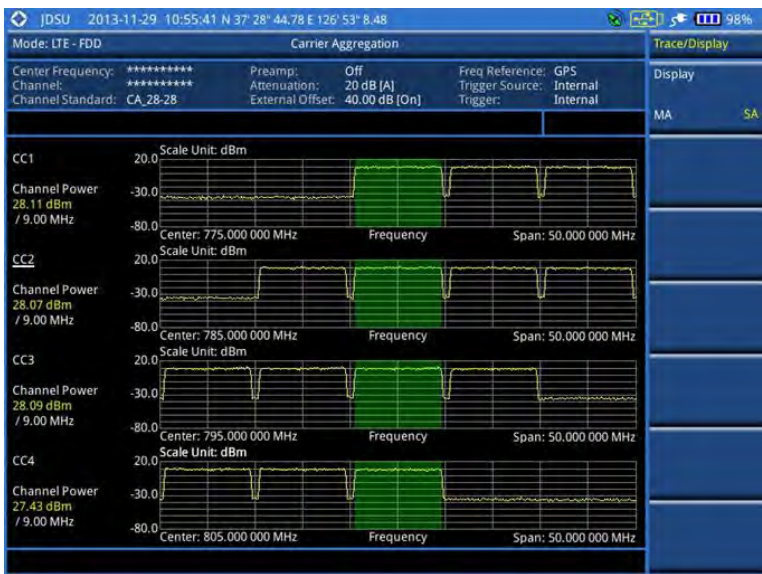 JDSU 2013-11-29 10:55:41 N 37' 28" 44.78 E 126' 53" 8.48 98%
Mode: LTE - FDD Carrier Aggregation Trace/Display
Center Frequency: ********** Preamp: Off Freq Reference: GPS
Channel: ********** Attenuation: 20 dB [A] Trigger Source: Internal
Channel Standard: CA_28-28 External Offset: 40.00 dB [On] Trigger: Internal
Display
MA SA
CC1
20.0 Scale Unit: dBm
Channel Power -30.0
28.11 dBm
/ 9.00 MHz
-80.0
Center: 775.000 000 MHz Frequency Span: 50.000 000 MHz
CC2
20.0 Scale Unit: dBm
Channel Power -30.0
28.07 dBm
/ 9.00 MHz
-80.0
Center: 785.000 000 MHz Frequency Span: 50.000 000 MHz
CC3
20.0 Scale Unit: dBm
Channel Power -30.0
28.09 dBm
/ 9.00 MHz
-80.0
Center: 795.000 000 MHz Frequency Span: 50.000 000 MHz
CC4
20.0 Scale Unit: dBm
Channel Power -30.0
27.43 dBm
/ 9.00 MHz
-80.0
Center: 805.000 000 MHz Frequency Span: 50.000 000 MHz